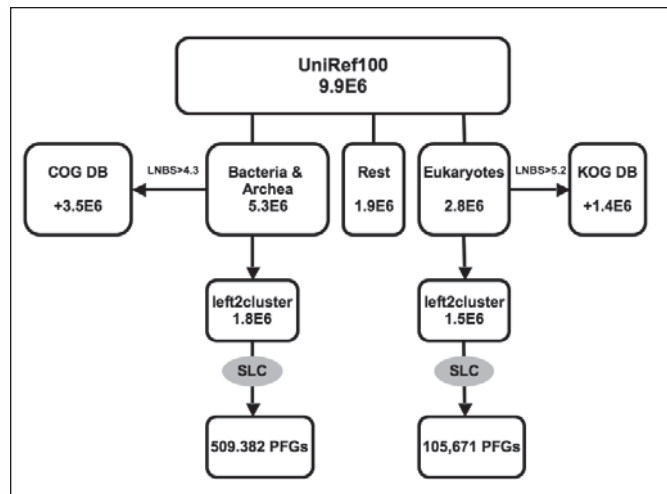 UniRef100
9.9E6
COG DB
+3.5E6
LNBS>4.3
Bacteria &
Archea
5.3E6
Rest
1.9E6
Eukaryotes
2.8E6
LNBS>5.2
KOG DB
+1.4E6
left2cluster
1.8E6
left2cluster
1.5E6
SLC
SLC
509.382 PFGs
105,671 PFGs